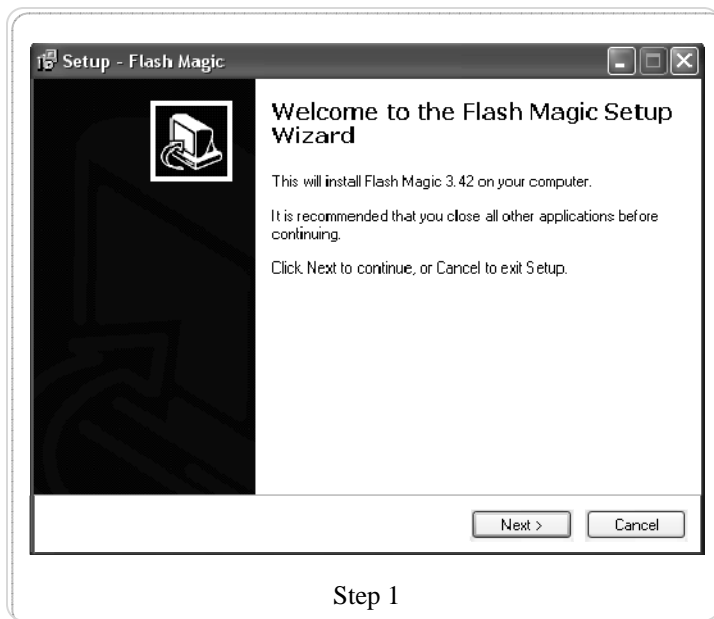 Setup - Flash Magic
Welcome to the Flash Magic Setup
Wizard
This will install Flash Magic 3.42 on your computer.
It is recommended that you close all other applications before
continuing.
Click Next to continue, or Cancel to exit Setup.
Next >
Cancel
Step 1